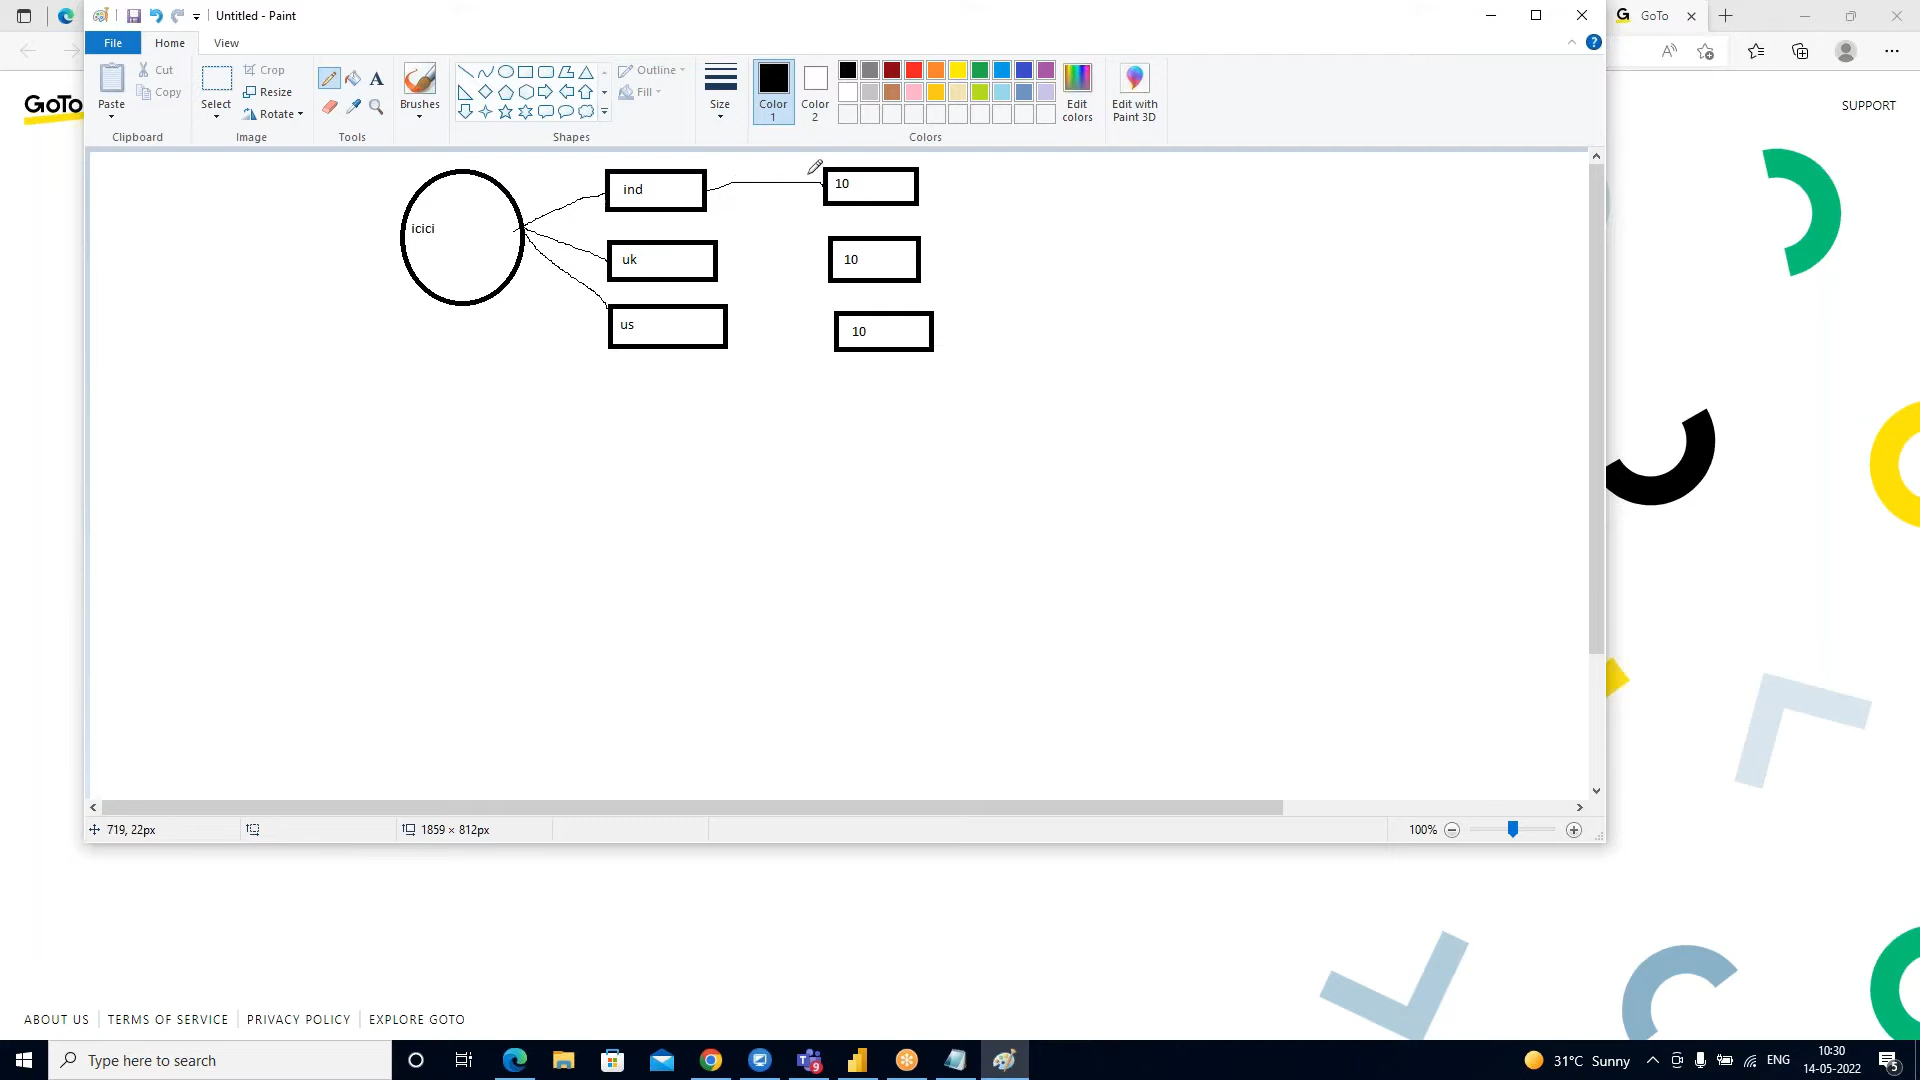 Untitled - Paint
GoTo
File
Home
View
Paste
Cut
Copy
Clipboard
Select
Crop
Resize
Rotate
Image
A
Tools
Brushes
Outline
Fill
Shapes
Size
Color
1
Color
2
Edit
colors
Colors
Edit with
Paint 3D
GoTo
SUPPORT
icici
ind
10
uk
10
us
10
719, 22px
1859 × 812px
100%
ABOUT US
TERMS OF SERVICE
PRIVACY POLICY
EXPLORE GOTO
Type here to search
9
31°C Sunny
ENG
10:30
14-05-2022
5